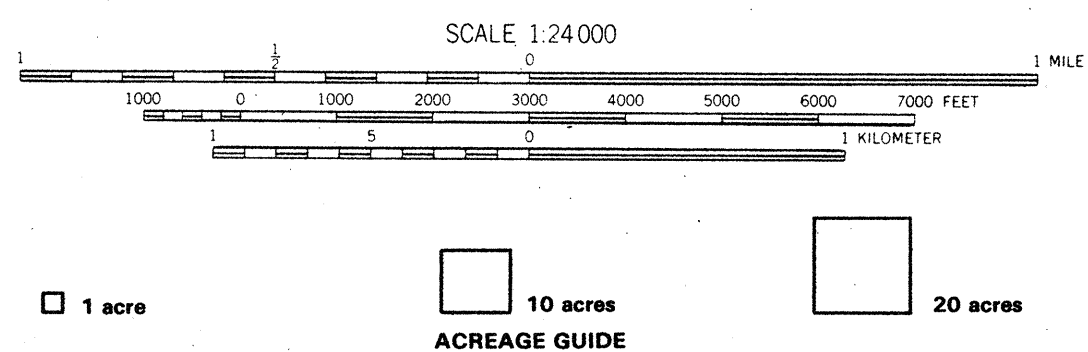 SCALE 1:24 000
1 1/2 0 1 MILE
1000 0 1000 2000 3000 4000 5000 6000 7000 FEET
1 5 0 1 KILOMETER
1 acre 10 acres 20 acres
ACREAGE GUIDE